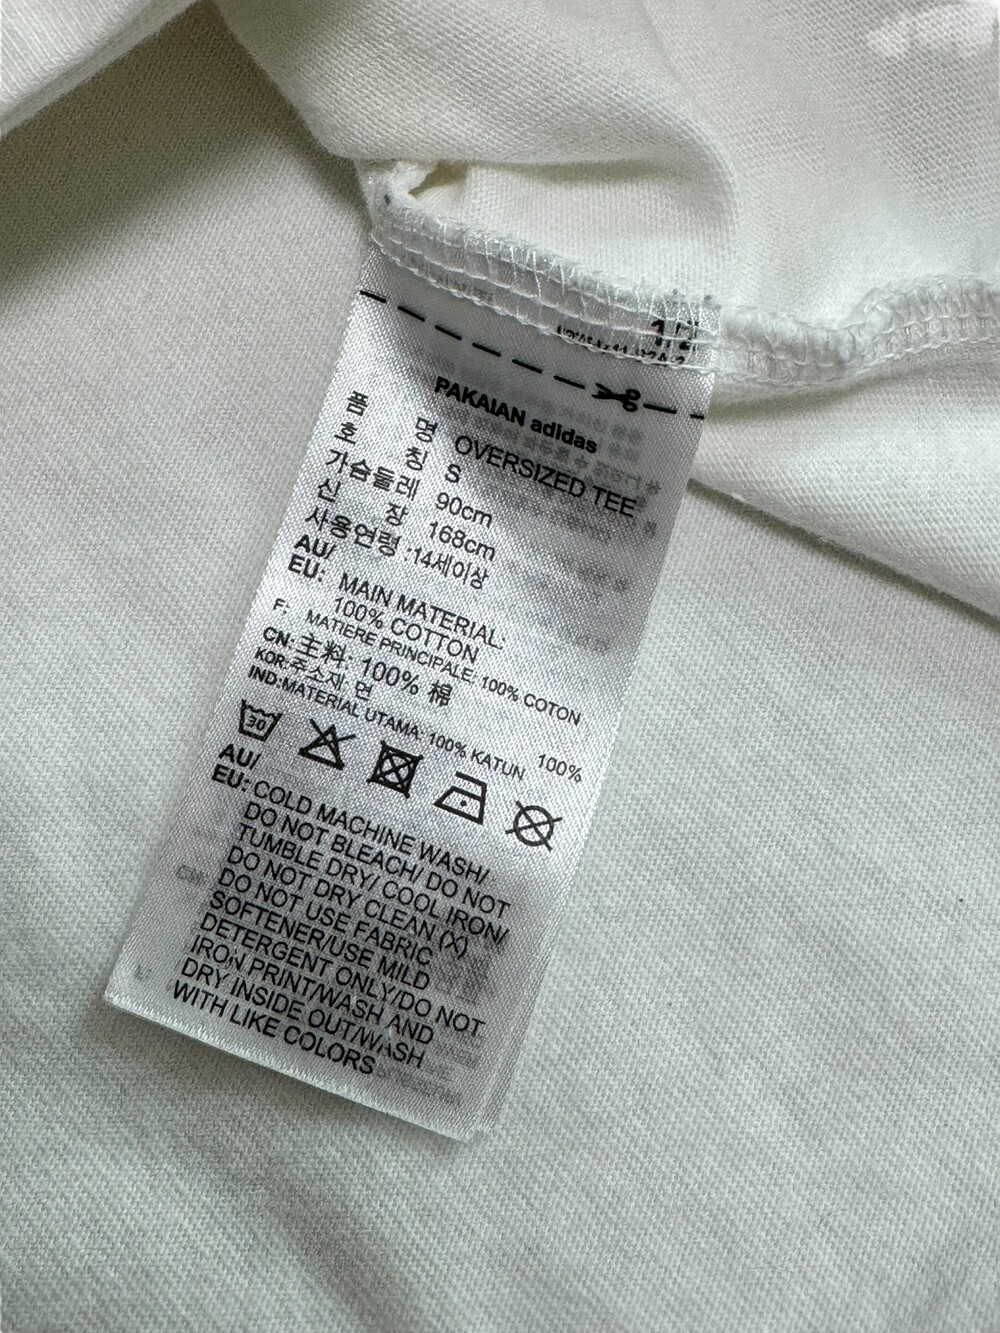 1/2
PAKAIAN adidas
품 명 OVERSIZED TEE
호 칭 S
가슴둘레 90cm
신 장 168cm
사용연령 :14세이상
AU/
EU: MAIN MATERIAL:
100% COTTON
F: MATIERE PRINCIPALE: 100% COTON
CN: 主料: 100% 棉
KOR: 주소재: 면 100%
IND: MATERIAL UTAMA: 100% KATUN
30
AU/
EU: COLD MACHINE WASH/
DO NOT BLEACH/ DO NOT
TUMBLE DRY/ COOL IRON/
DO NOT DRY CLEAN (X)
DO NOT USE FABRIC
SOFTENER/USE MILD
DETERGENT ONLY/DO NOT
IRON PRINT/WASH AND
DRY INSIDE OUT/WASH
WITH LIKE COLORS